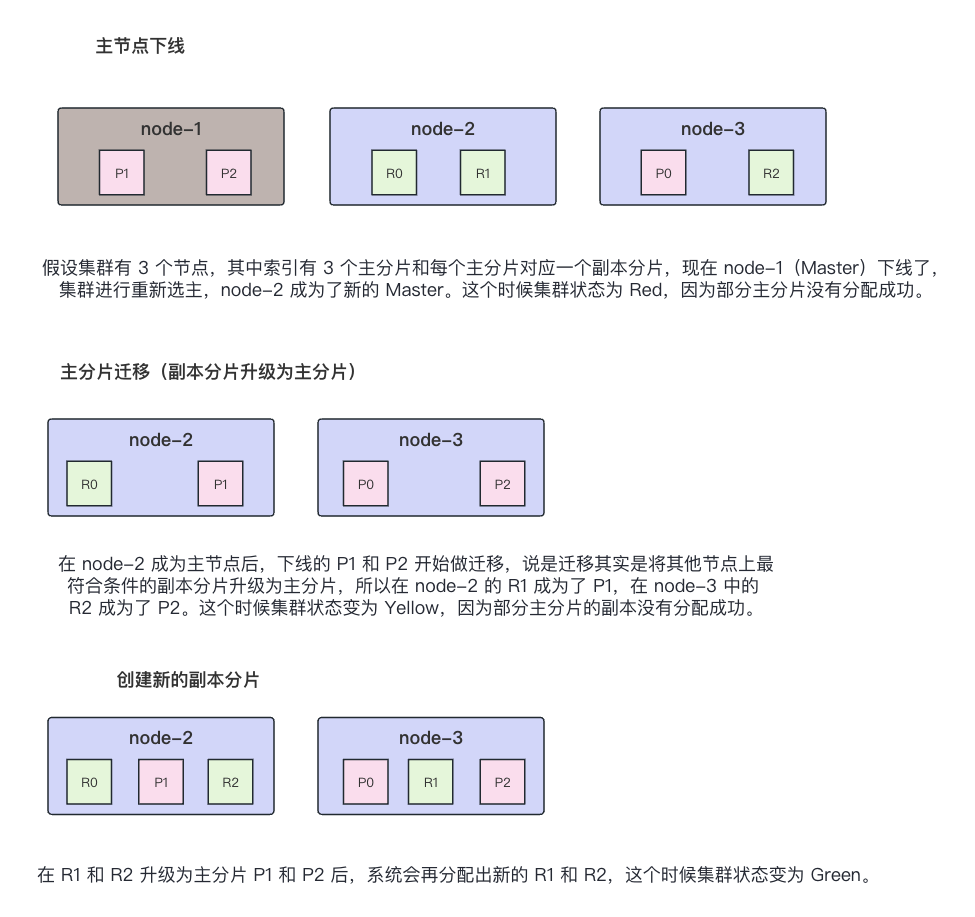 主节点下线
node-1
node-2
node-3
P1
P2
R0
R1
P0
R2
假设集群有 3 个节点，其中索引有 3 个主分片和每个主分片对应一个副本分片，现在 node-1（Master）下线了，
集群进行重新选主，node-2 成为了新的 Master。这个时候集群状态为 Red，因为部分主分片没有分配成功。
主分片迁移（副本分片升级为主分片）
node-2
node-3
R0
P1
P0
P2
在 node-2 成为主节点后，下线的 P1 和 P2 开始做迁移，说是迁移其实是将其他节点上最
符合条件的副本分片升级为主分片，所以在 node-2 的 R1 成为了 P1，在 node-3 中的
R2 成为了 P2。这个时候集群状态变为 Yellow，因为部分主分片的副本没有分配成功。
创建新的副本分片
node-2
node-3
R0
P1
R2
P0
R1
P2
在 R1 和 R2 升级为主分片 P1 和 P2 后，系统会再分配出新的 R1 和 R2，这个时候集群状态变为 Green。